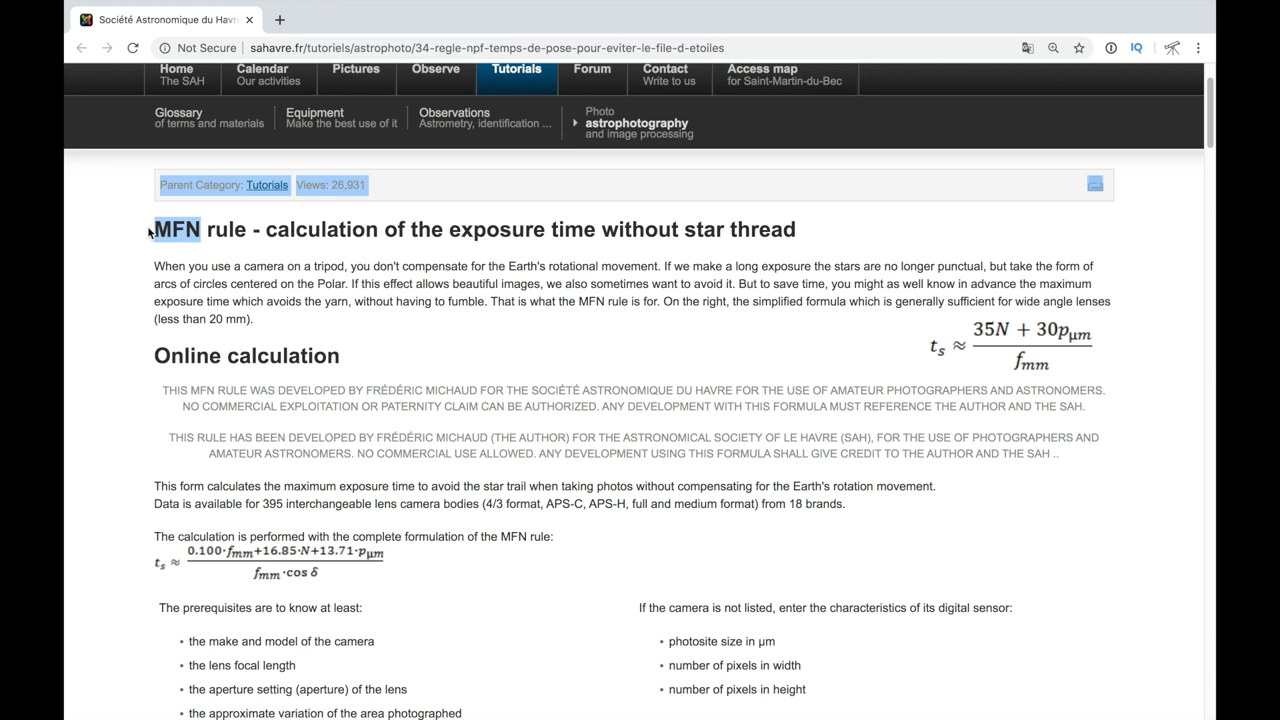 Société Astronomique du Havr
Not Secure sahavre.fr/tutoriels/astrophoto/34-regle-npf-temps-de-pose-pour-eviter-le-file-d-etoiles
IQ
Home Calendar Pictures Observe Tutorials Forum Contact Access map
The SAH Our activities Write to us for Saint-Martin-du-Bec
Glossary Equipment Observations Photo
of terms and materials Make the best use of it Astrometry, identification ... astrophotography
and image processing
Parent Category: Tutorials Views: 26,931
MFN rule - calculation of the exposure time without star thread
When you use a camera on a tripod, you don't compensate for the Earth's rotational movement. If we make a long exposure the stars are no longer punctual, but take the form of
arcs of circles centered on the Polar. If this effect allows beautiful images, we also sometimes want to avoid it. But to save time, you might as well know in advance the maximum
exposure time which avoids the yarn, without having to fumble. That is what the MFN rule is for. On the right, the simplified formula which is generally sufficient for wide angle lenses
(less than 20 mm).
ts ≈ (35N + 30pμm) / fmm
Online calculation
THIS MFN RULE WAS DEVELOPED BY FRÉDÉRIC MICHAUD FOR THE SOCIÉTÉ ASTRONOMIQUE DU HAVRE FOR THE USE OF AMATEUR PHOTOGRAPHERS AND ASTRONOMERS.
NO COMMERCIAL EXPLOITATION OR PATERNITY CLAIM CAN BE AUTHORIZED. ANY DEVELOPMENT WITH THIS FORMULA MUST REFERENCE THE AUTHOR AND THE SAH.
THIS RULE HAS BEEN DEVELOPED BY FRÉDÉRIC MICHAUD (THE AUTHOR) FOR THE ASTRONOMICAL SOCIETY OF LE HAVRE (SAH), FOR THE USE OF PHOTOGRAPHERS AND
AMATEUR ASTRONOMERS. NO COMMERCIAL USE ALLOWED. ANY DEVELOPMENT USING THIS FORMULA SHALL GIVE CREDIT TO THE AUTHOR AND THE SAH ..
This form calculates the maximum exposure time to avoid the star trail when taking photos without compensating for the Earth's rotation movement.
Data is available for 395 interchangeable lens camera bodies (4/3 format, APS-C, APS-H, full and medium format) from 18 brands.
The calculation is performed with the complete formulation of the MFN rule:
ts ≈ (0.100·fmm+16.85·N+13.71·pμm) / (fmm·cos δ)
The prerequisites are to know at least:
▪ the make and model of the camera
▪ the lens focal length
▪ the aperture setting (aperture) of the lens
▪ the approximate variation of the area photographed
If the camera is not listed, enter the characteristics of its digital sensor:
▪ photosite size in μm
▪ number of pixels in width
▪ number of pixels in height